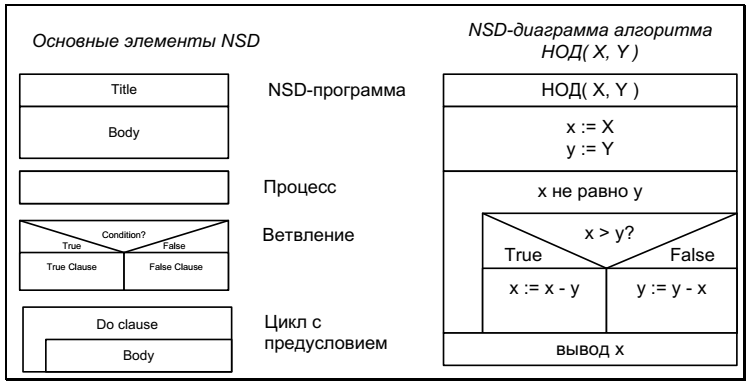 Основные элементы NSD
Title
Body
NSD-программа
Процесс
Condition?
True
False
True Clause
False Clause
Ветвление
Do clause
Body
Цикл с
предусловием
NSD-диаграмма алгоритма
НОД( X, Y )
НОД( X, Y )
x := X
y := Y
x не равно y
x > y?
True
False
x := x - y
y := y - x
вывод x